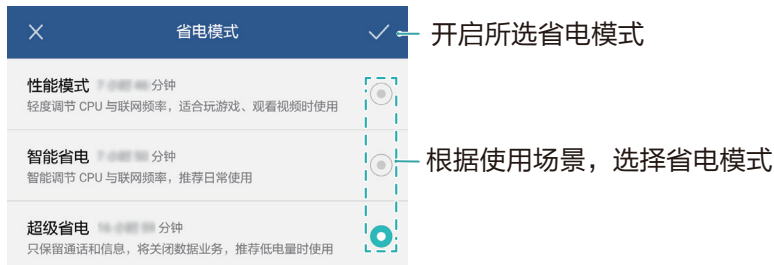 省电模式
开启所选省电模式
性能模式 分钟
轻度调节 CPU 与联网频率，适合玩游戏、观看视频时使用
智能省电 分钟
智能调节 CPU 与联网频率，推荐日常使用
根据使用场景，选择省电模式
超级省电 分钟
只保留通话和信息，将关闭数据业务，推荐低电量时使用